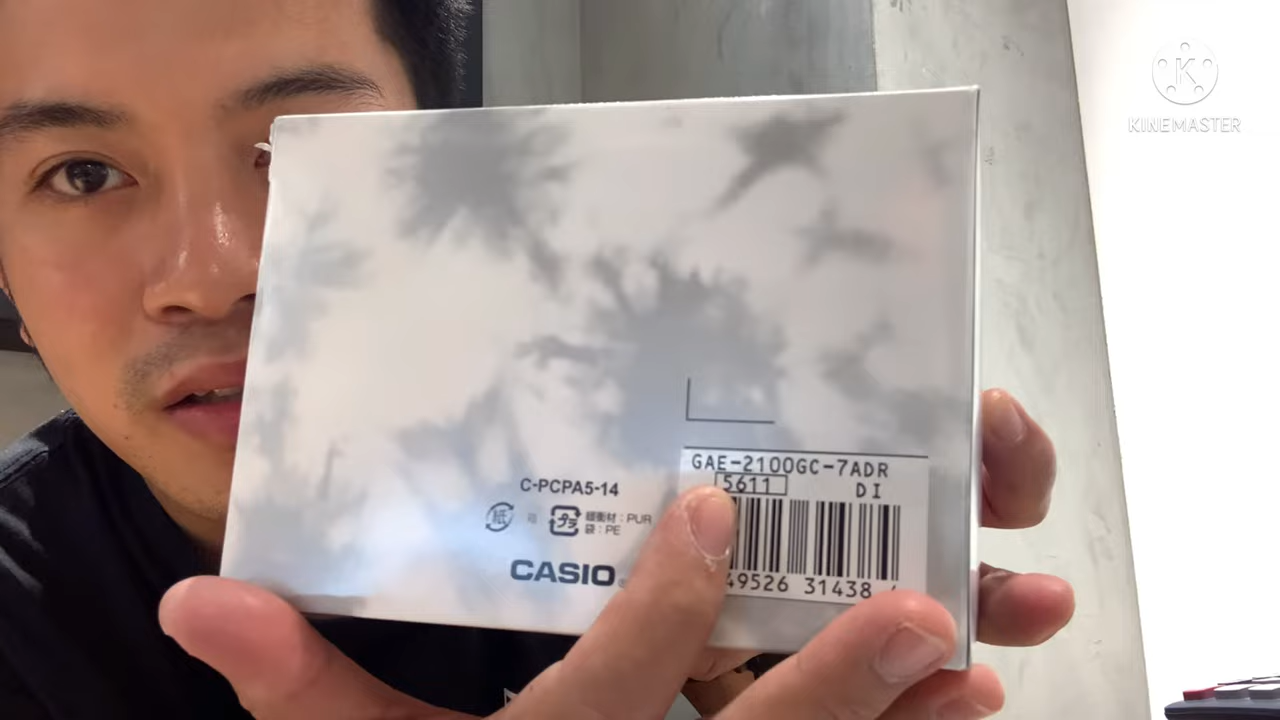 KINEMASTER
GAE-2100GC-7ADR
5611 DI
C-PCPA5-14
紙 箱
プラ 緩衝材：PUR
袋：PE
CASIO
49526 31438